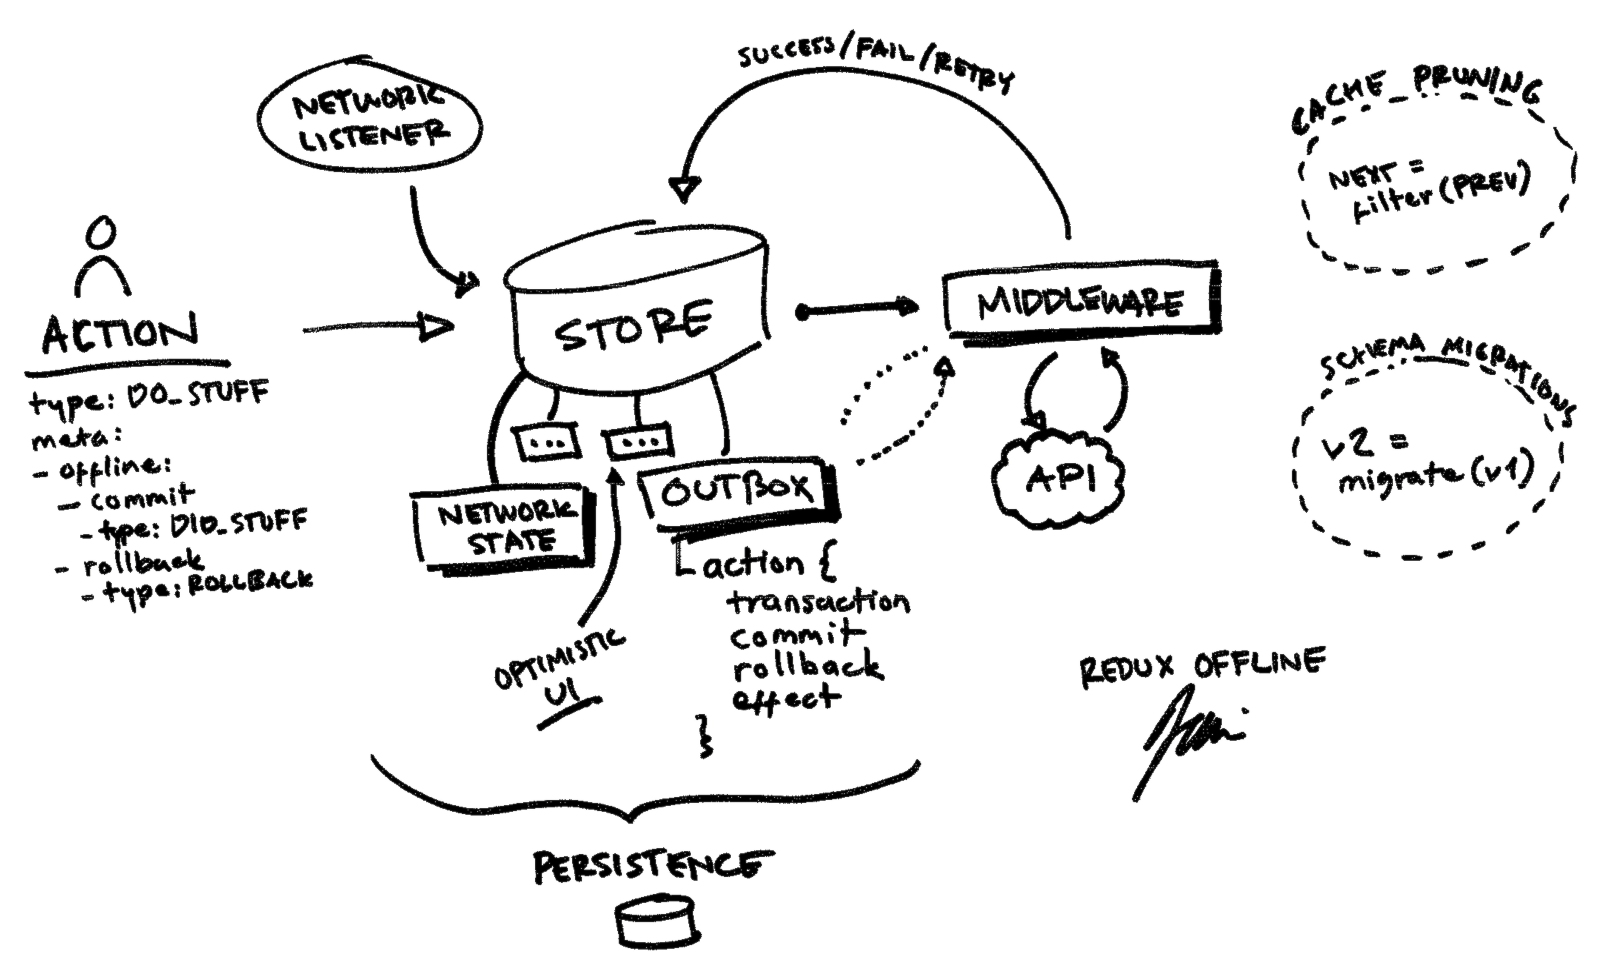 SUCCESS/FAIL/RETRY
NETWORK
LISTENER
CACHE PRUNING
NEXT =
filter(PREV)
ACTION
type: DO_STUFF
meta:
- offline:
- commit
- type: DID_STUFF
- rollback
- type: ROLLBACK
STORE
...
...
NETWORK
STATE
OUTBOX
action {
transaction
commit
rollback
effect
}
OPTIMISTIC
UI
MIDDLEWARE
API
SCHEMA MIGRATIONS
v2 =
migrate(v1)
REDUX OFFLINE
PERSISTENCE